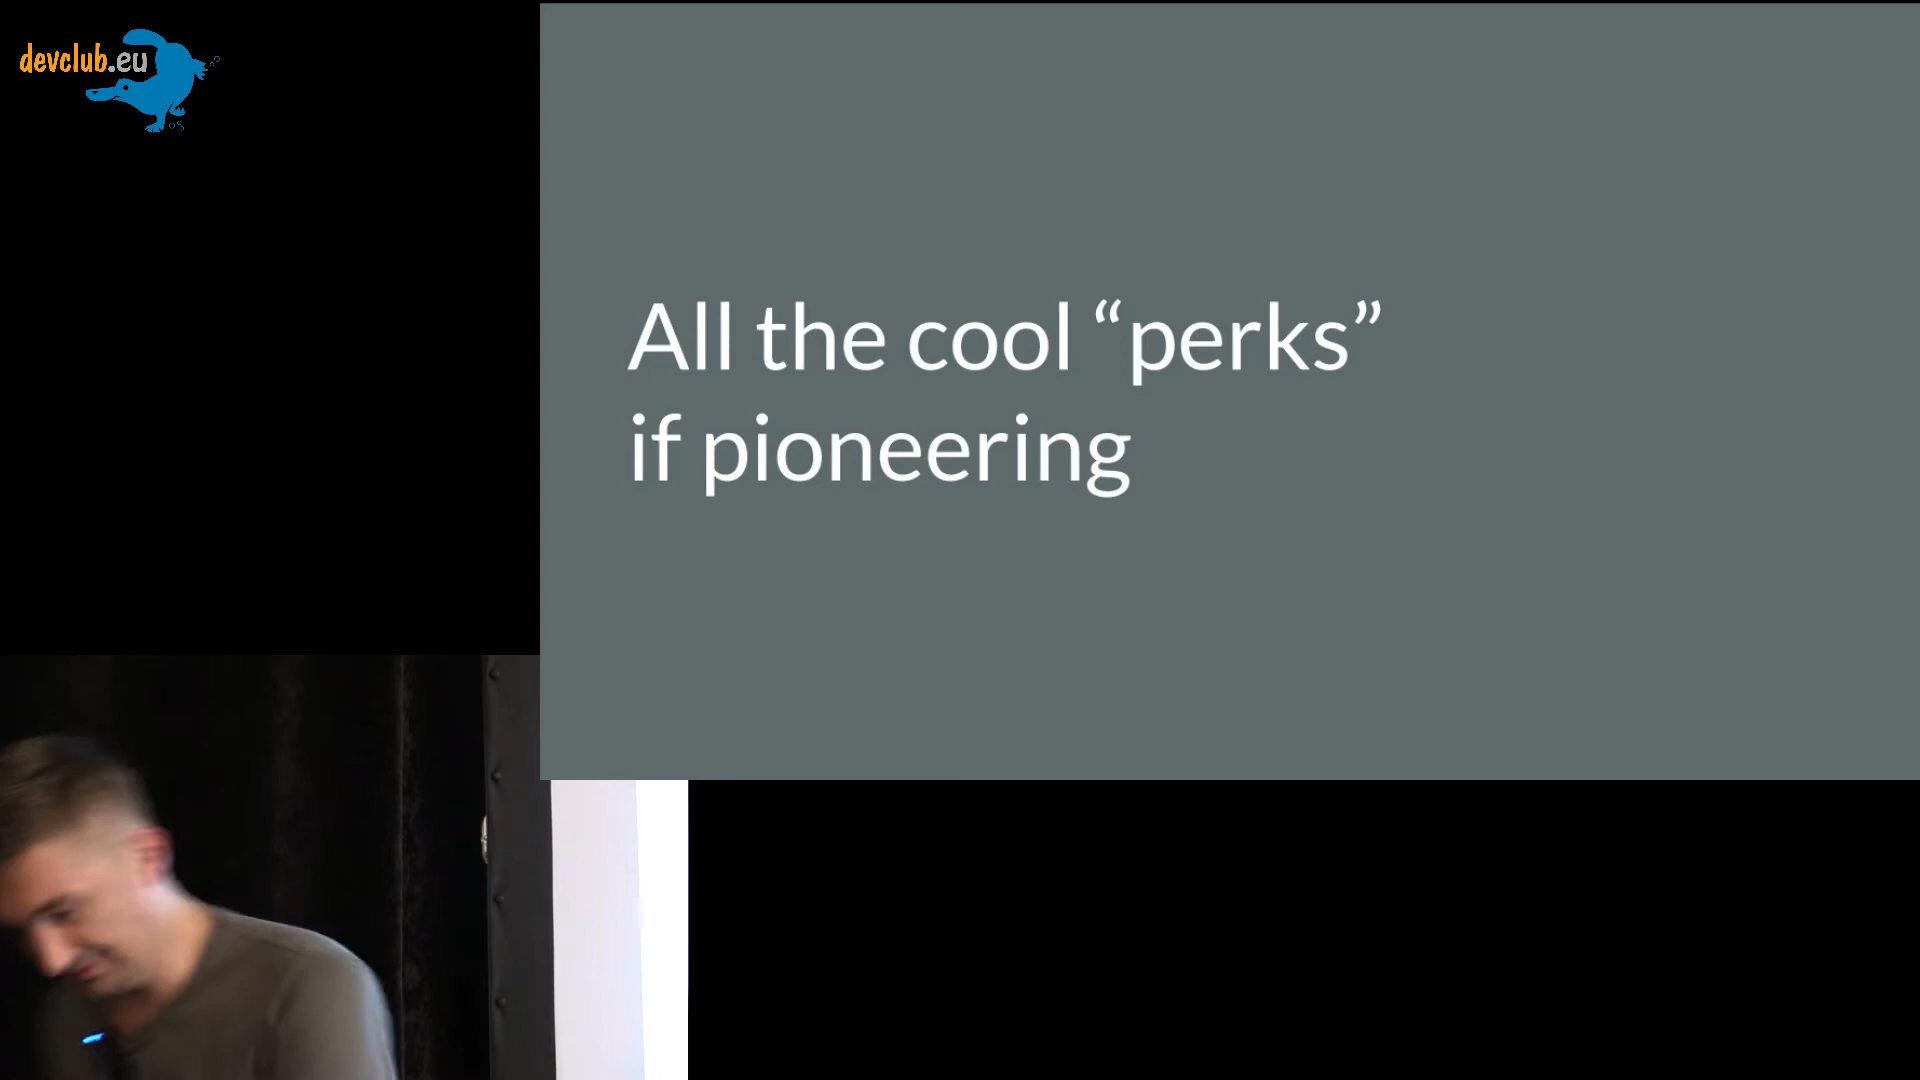 devclub.eu
All the cool “perks”
if pioneering